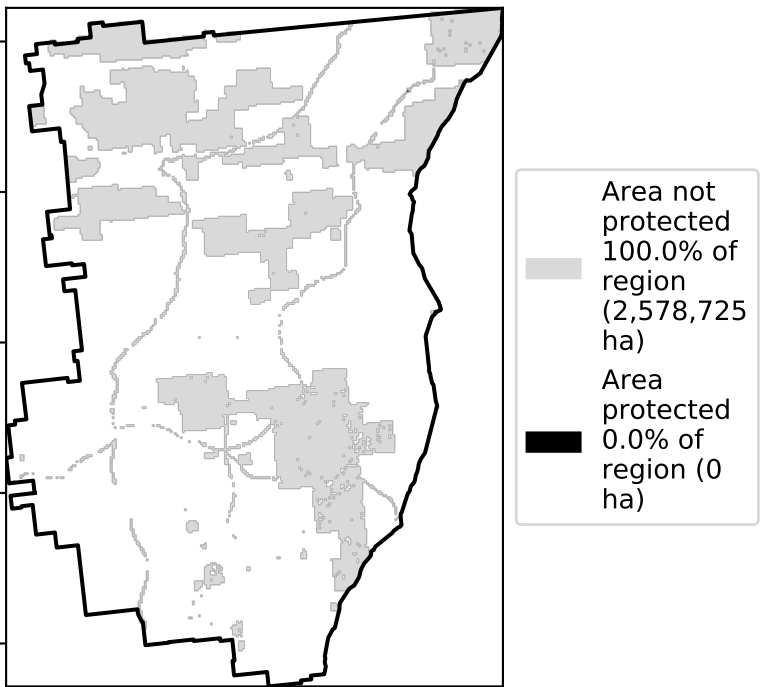 Area not
protected
100.0% of
region
(2,578,725
ha)
Area
protected
0.0% of
region (0
ha)